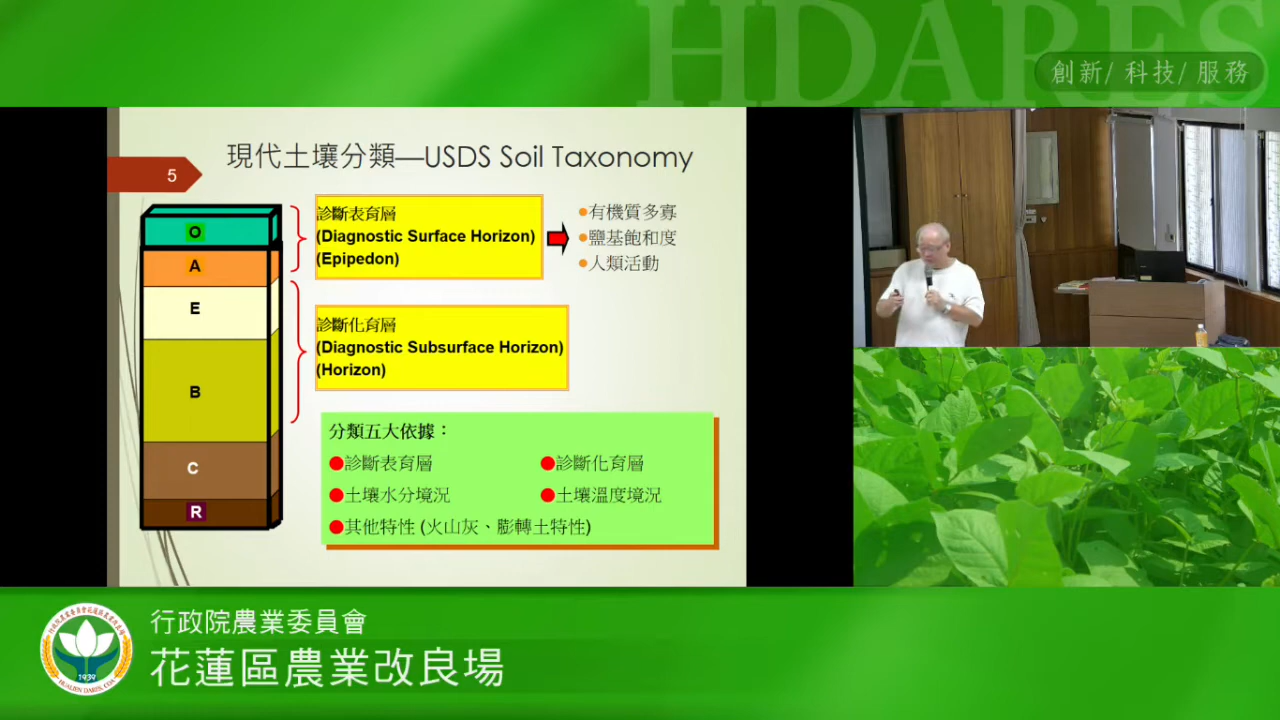 HDARES
創新/ 科技/ 服務
現代土壤分類—USDS Soil Taxonomy
5
O
A
E
B
C
R
診斷表育層
(Diagnostic Surface Horizon)
(Epipedon)
●有機質多寡
●鹽基飽和度
●人類活動
診斷化育層
(Diagnostic Subsurface Horizon)
(Horizon)
分類五大依據：
●診斷表育層 ●診斷化育層
●土壤水分境況 ●土壤溫度境況
●其他特性 (火山灰、膨轉土特性)
行政院農業委員會
花蓮區農業改良場
1939
HUALIEN DARES, COA